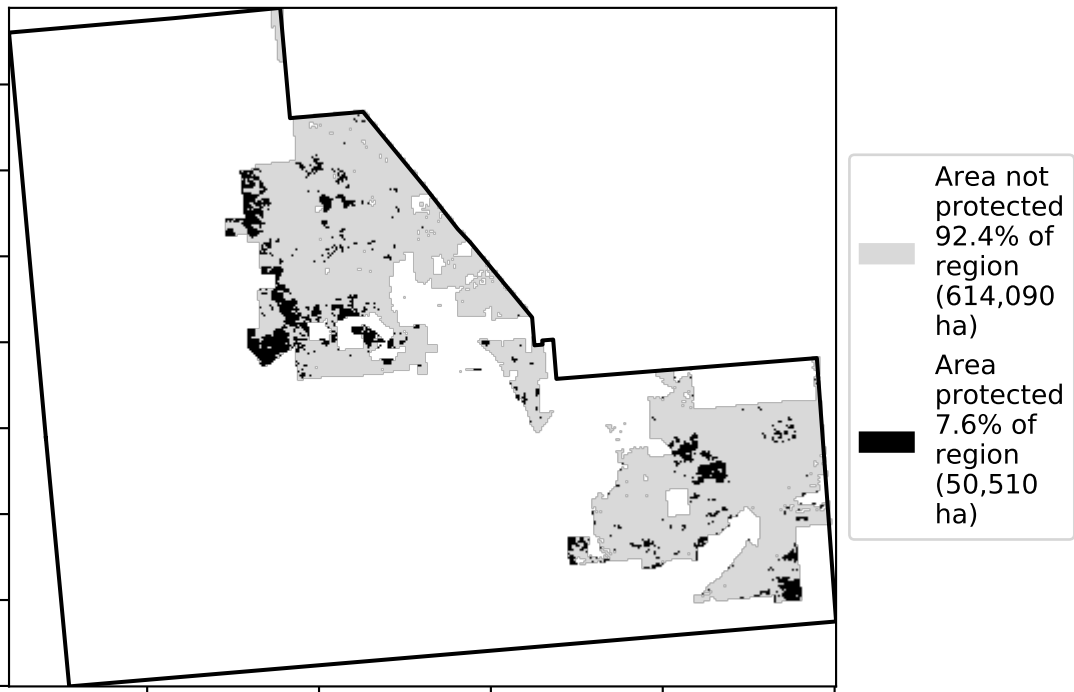 Area not
protected
92.4% of
region
(614,090
ha)
Area
protected
7.6% of
region
(50,510
ha)